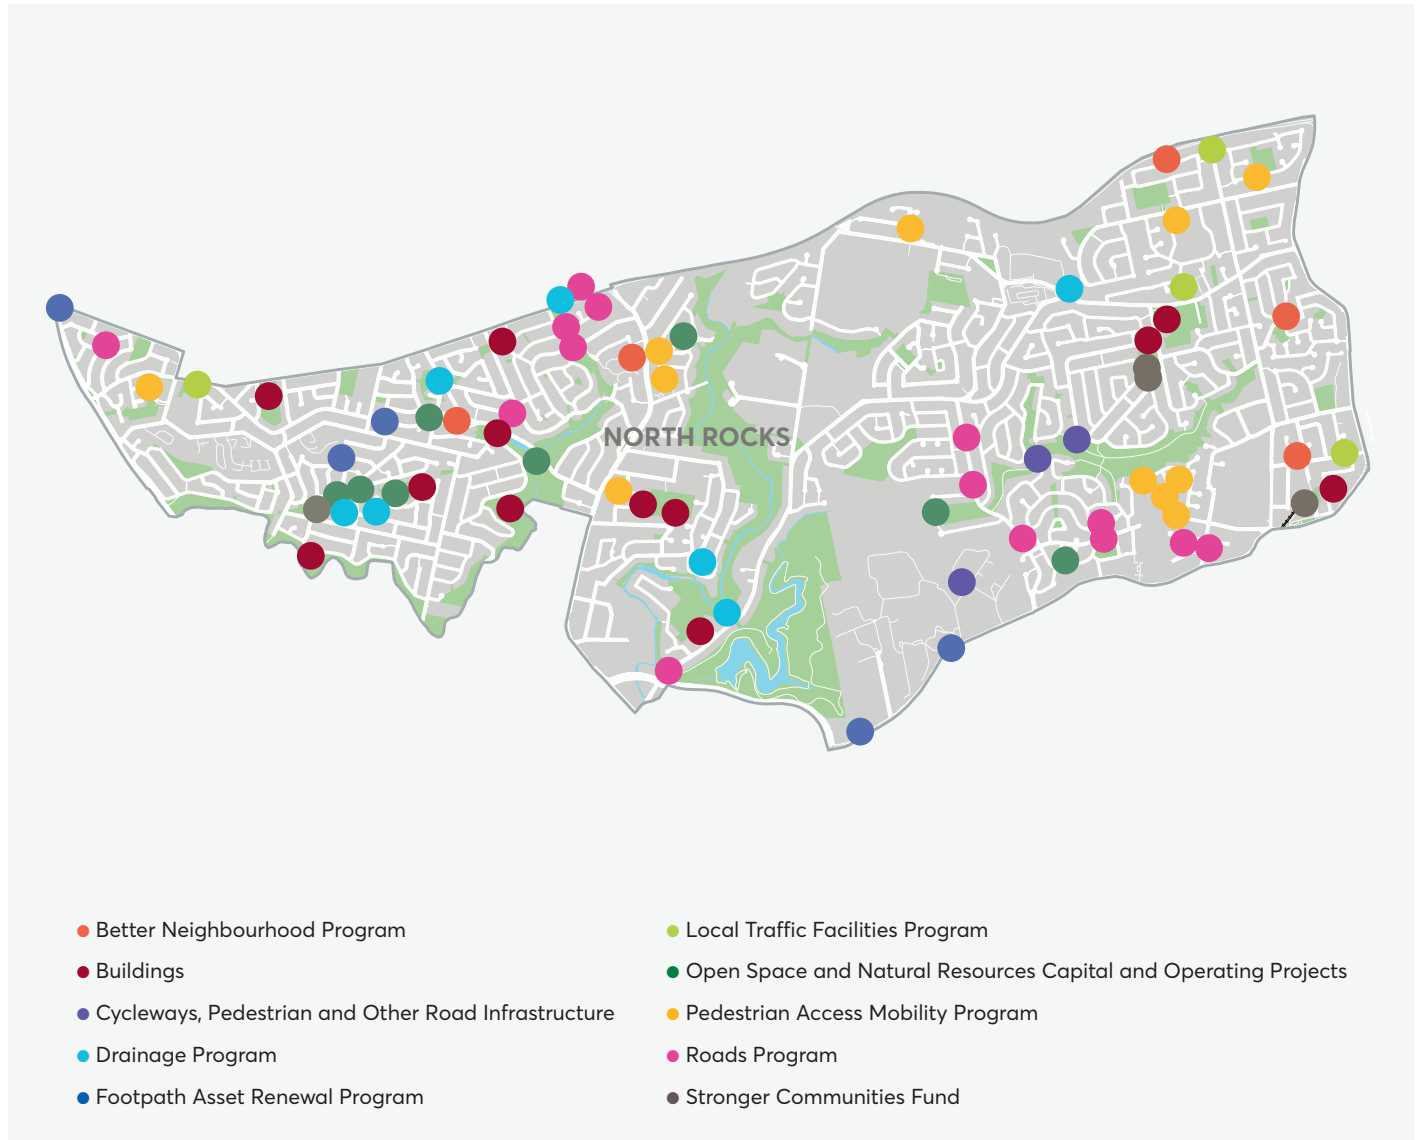 NORTH ROCKS
Better Neighbourhood Program
Buildings
Cycleways, Pedestrian and Other Road Infrastructure
Drainage Program
Footpath Asset Renewal Program
Local Traffic Facilities Program
Open Space and Natural Resources Capital and Operating Projects
Pedestrian Access Mobility Program
Roads Program
Stronger Communities Fund